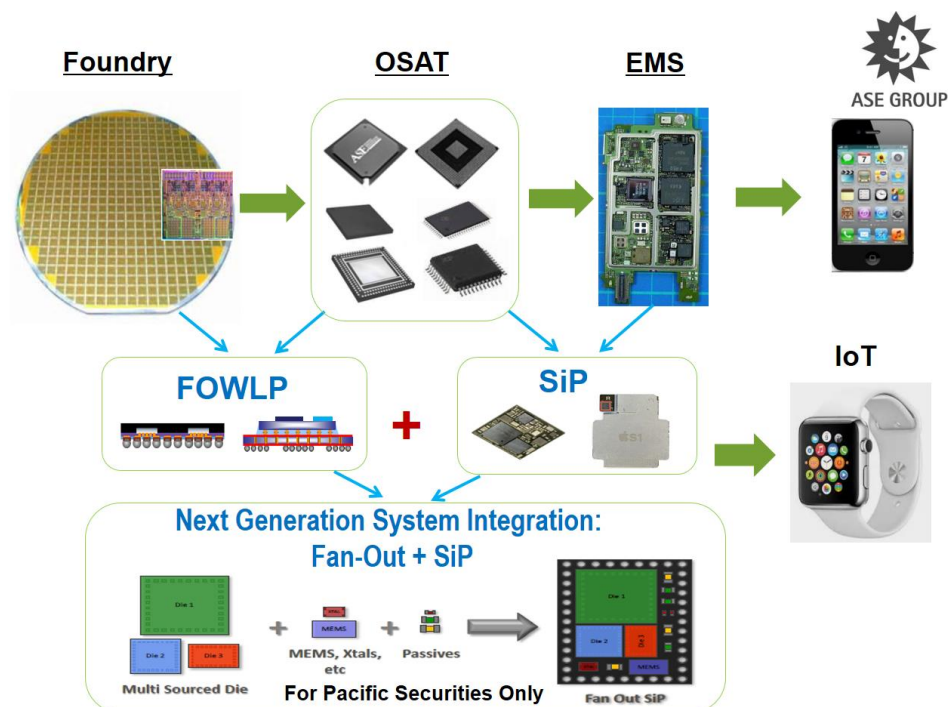 Foundry
OSAT
EMS
ASE GROUP
ASE
IoT
FOWLP
+
SiP
S1
Next Generation System Integration:
Fan-Out + SiP
Die 1
Die 2
Die 3
Multi Sourced Die
+
MEMS
MEMS, Xtals,
etc
+
Passives
Die 1
Die 2
Die 3
MEMS
Fan Out SiP
For Pacific Securities Only